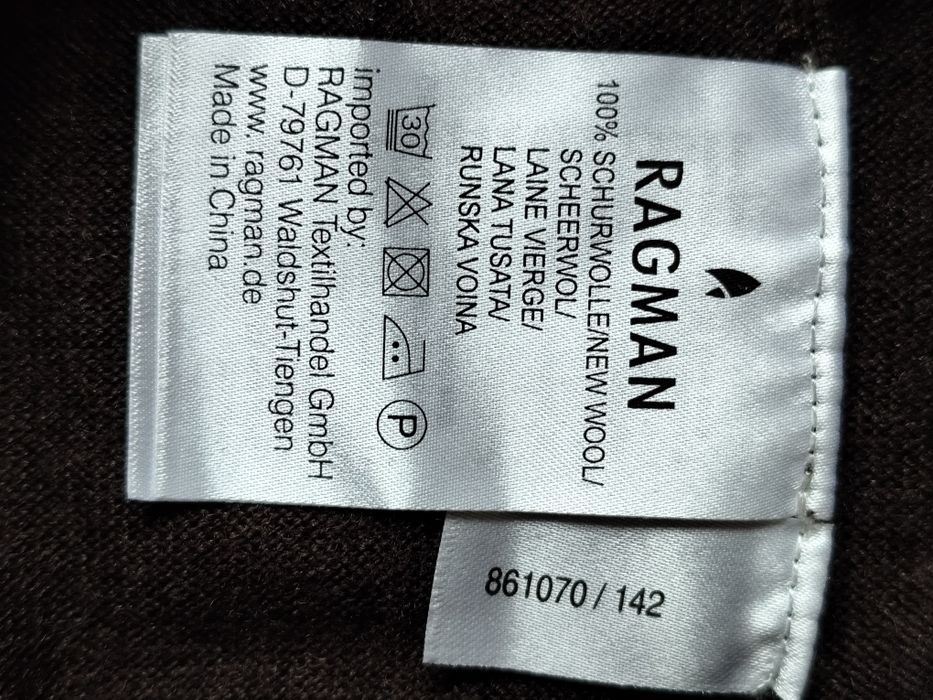 RAGMAN
100% SCHURWOLLE/NEW WOOL/
SCHEERWOL/
LAINE VIERGE/
LANA TUSATA/
RUNSKA VOINA
30
P
imported by:
RAGMAN Textilhandel GmbH
D-79761 Waldshut-Tiengen
www. ragman.de
Made in China
861070 / 142